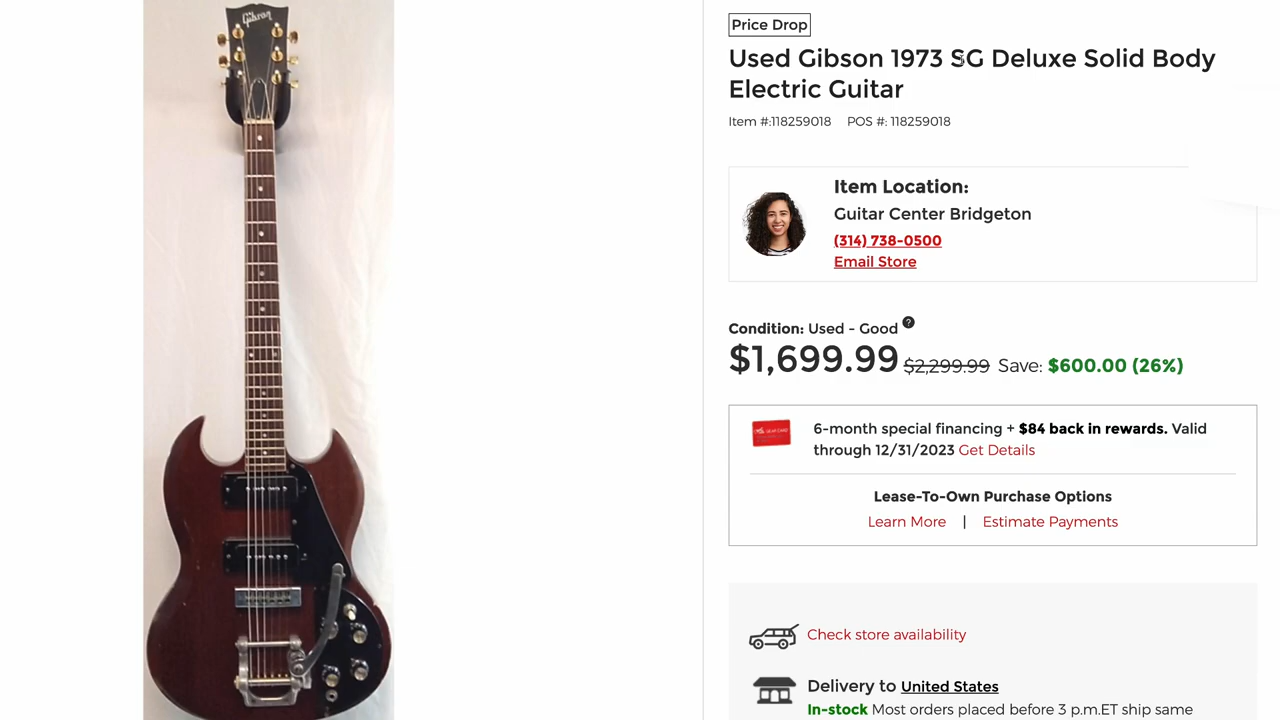 Gibson
Price Drop
Used Gibson 1973 SG Deluxe Solid Body
Electric Guitar
Item #:118259018 POS #: 118259018
Item Location:
Guitar Center Bridgeton
(314) 738-0500
Email Store
Condition: Used - Good ?
$1,699.99 $2,299.99 Save: $600.00 (26%)
6-month special financing + $84 back in rewards. Valid
through 12/31/2023 Get Details
Lease-To-Own Purchase Options
Learn More | Estimate Payments
Check store availability
Delivery to United States
In-stock Most orders placed before 3 p.m.ET ship same